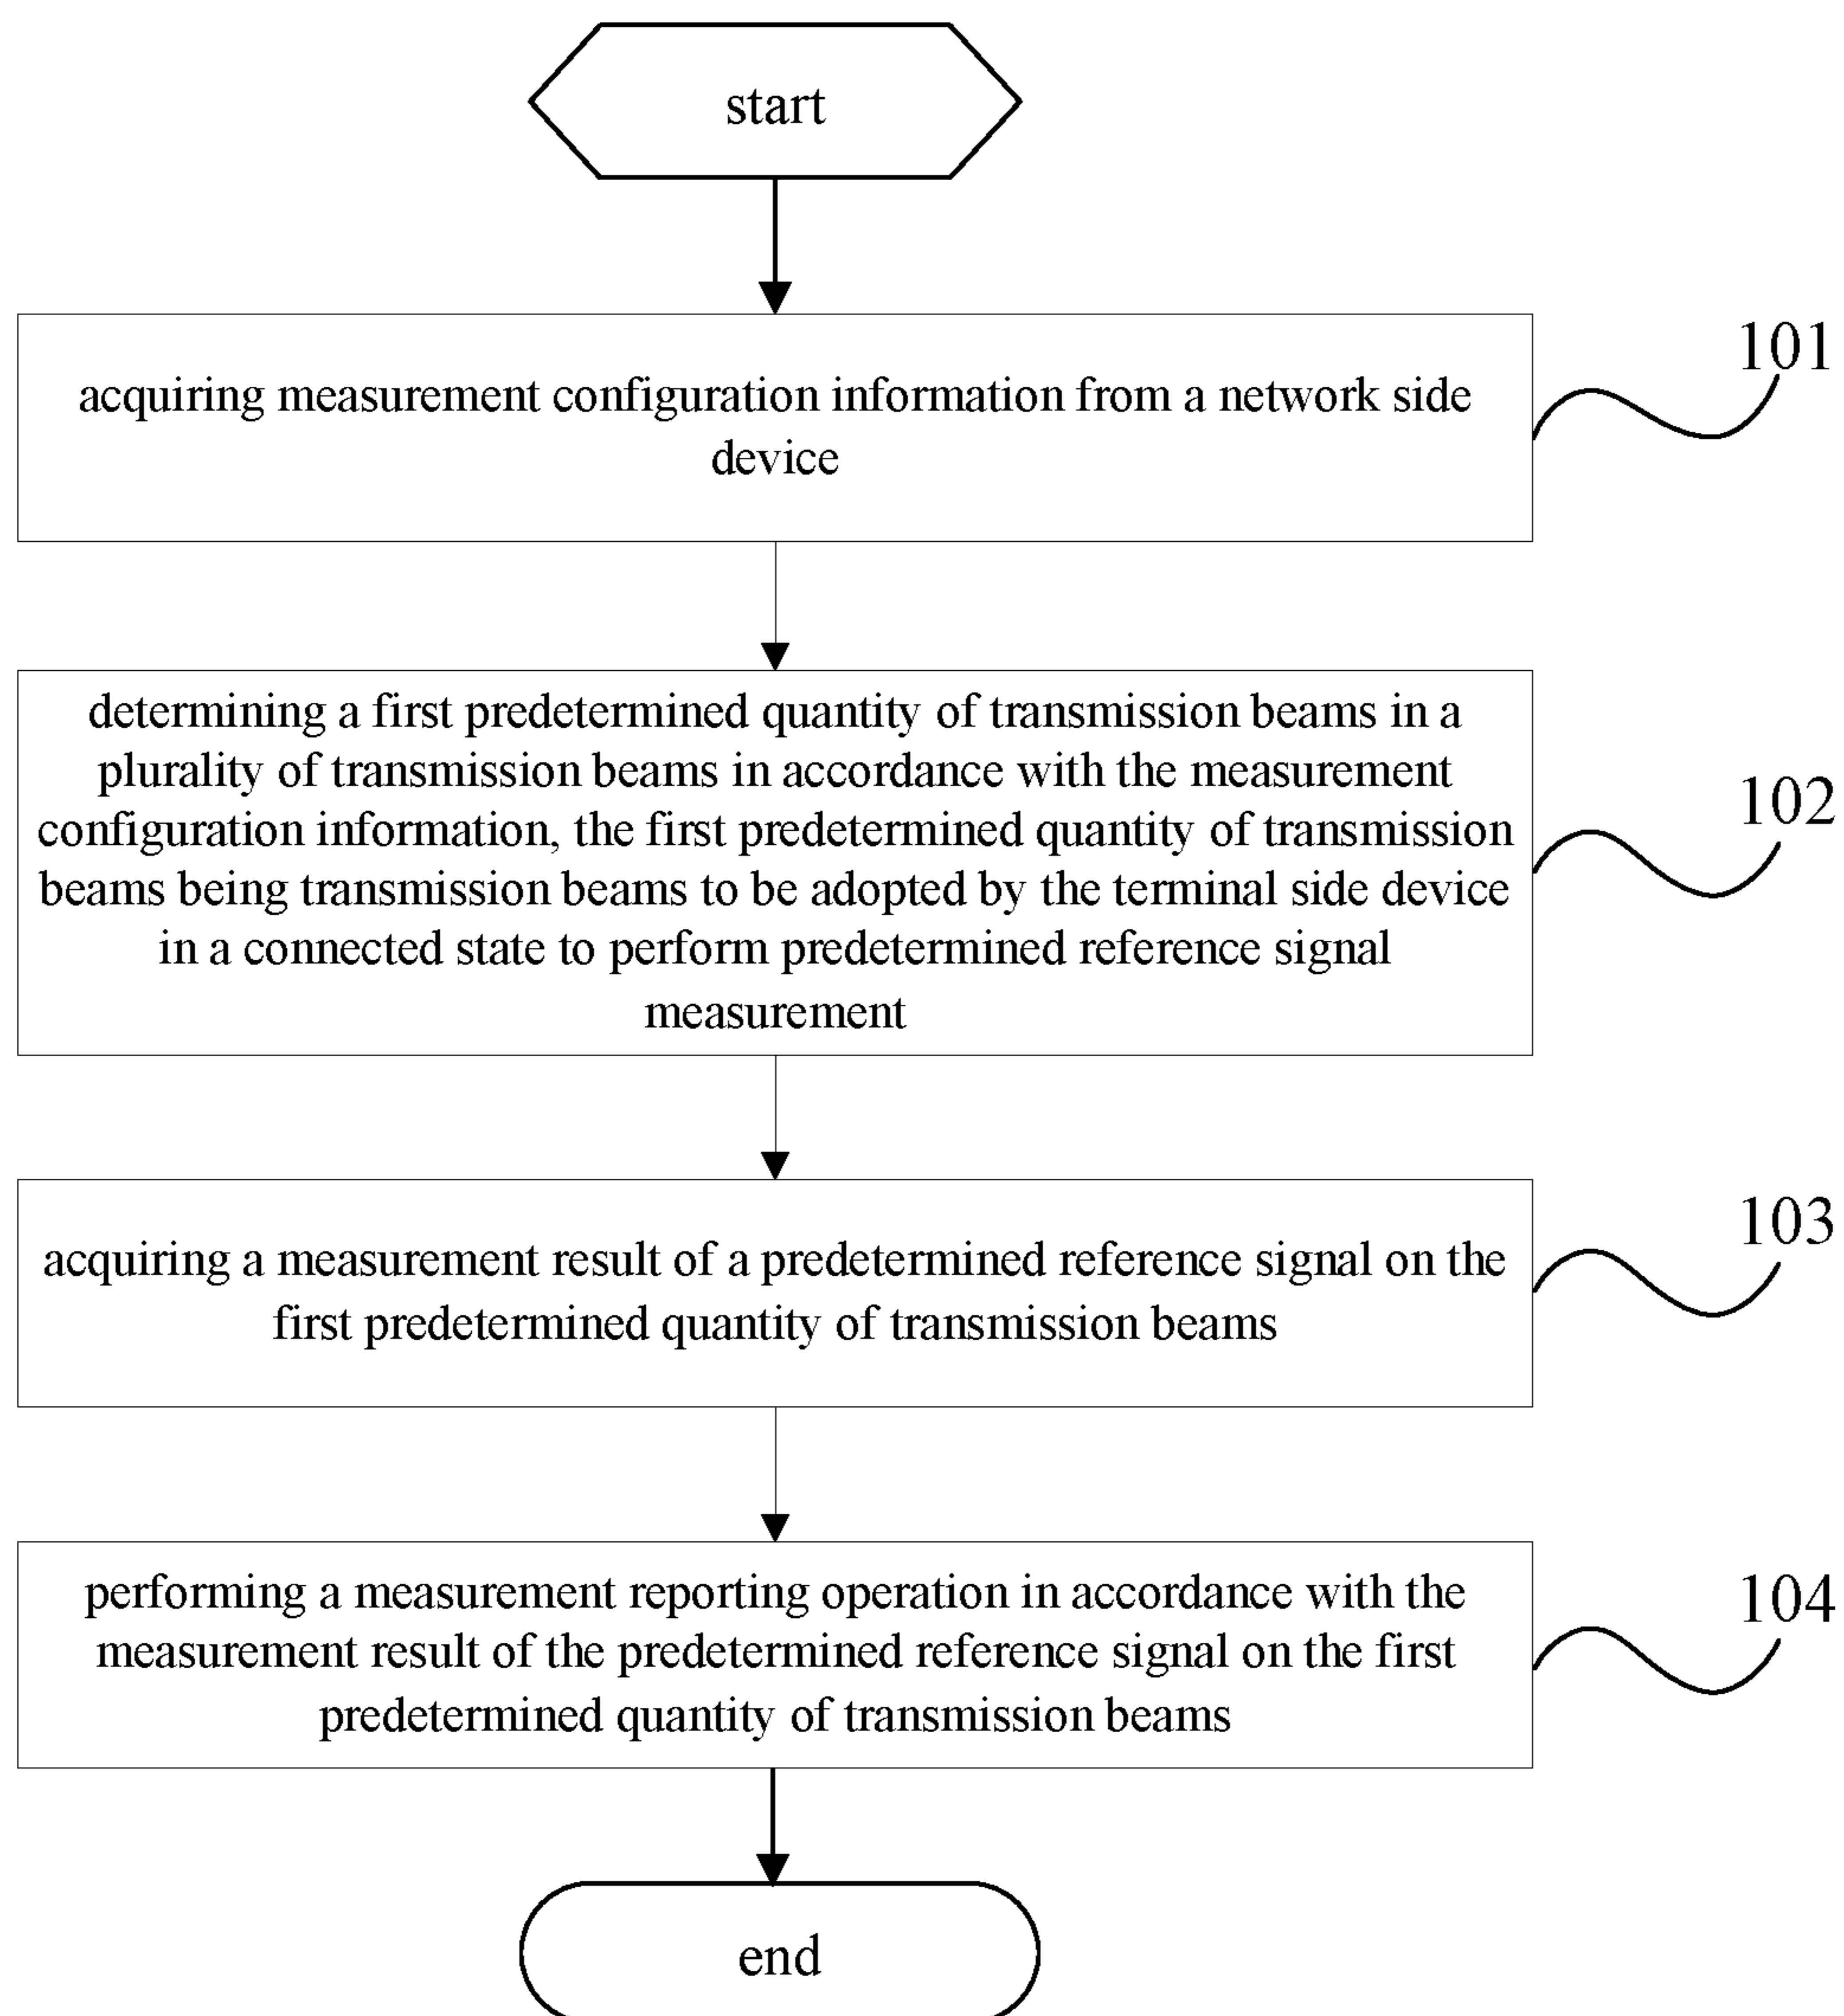 start
acquiring measurement configuration information from a network side
device
101
determining a first predetermined quantity of transmission beams in a
plurality of transmission beams in accordance with the measurement
configuration information, the first predetermined quantity of transmission
beams being transmission beams to be adopted by the terminal side device
in a connected state to perform predetermined reference signal
measurement
102
acquiring a measurement result of a predetermined reference signal on the
first predetermined quantity of transmission beams
103
performing a measurement reporting operation in accordance with the
measurement result of the predetermined reference signal on the first
predetermined quantity of transmission beams
104
end